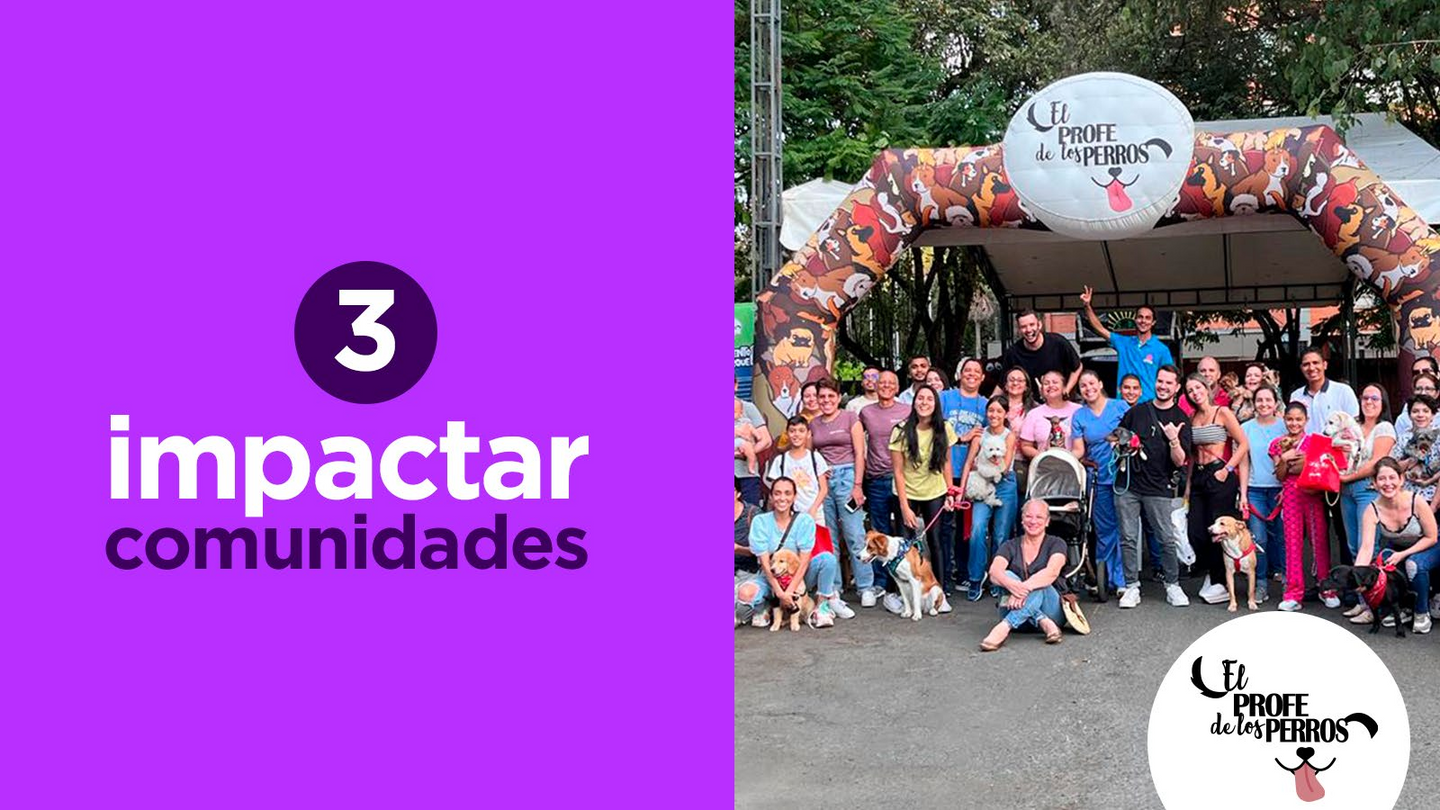 3
impactar
comunidades
El
PROFE
de los PERROS
El
PROFE
de los PERROS